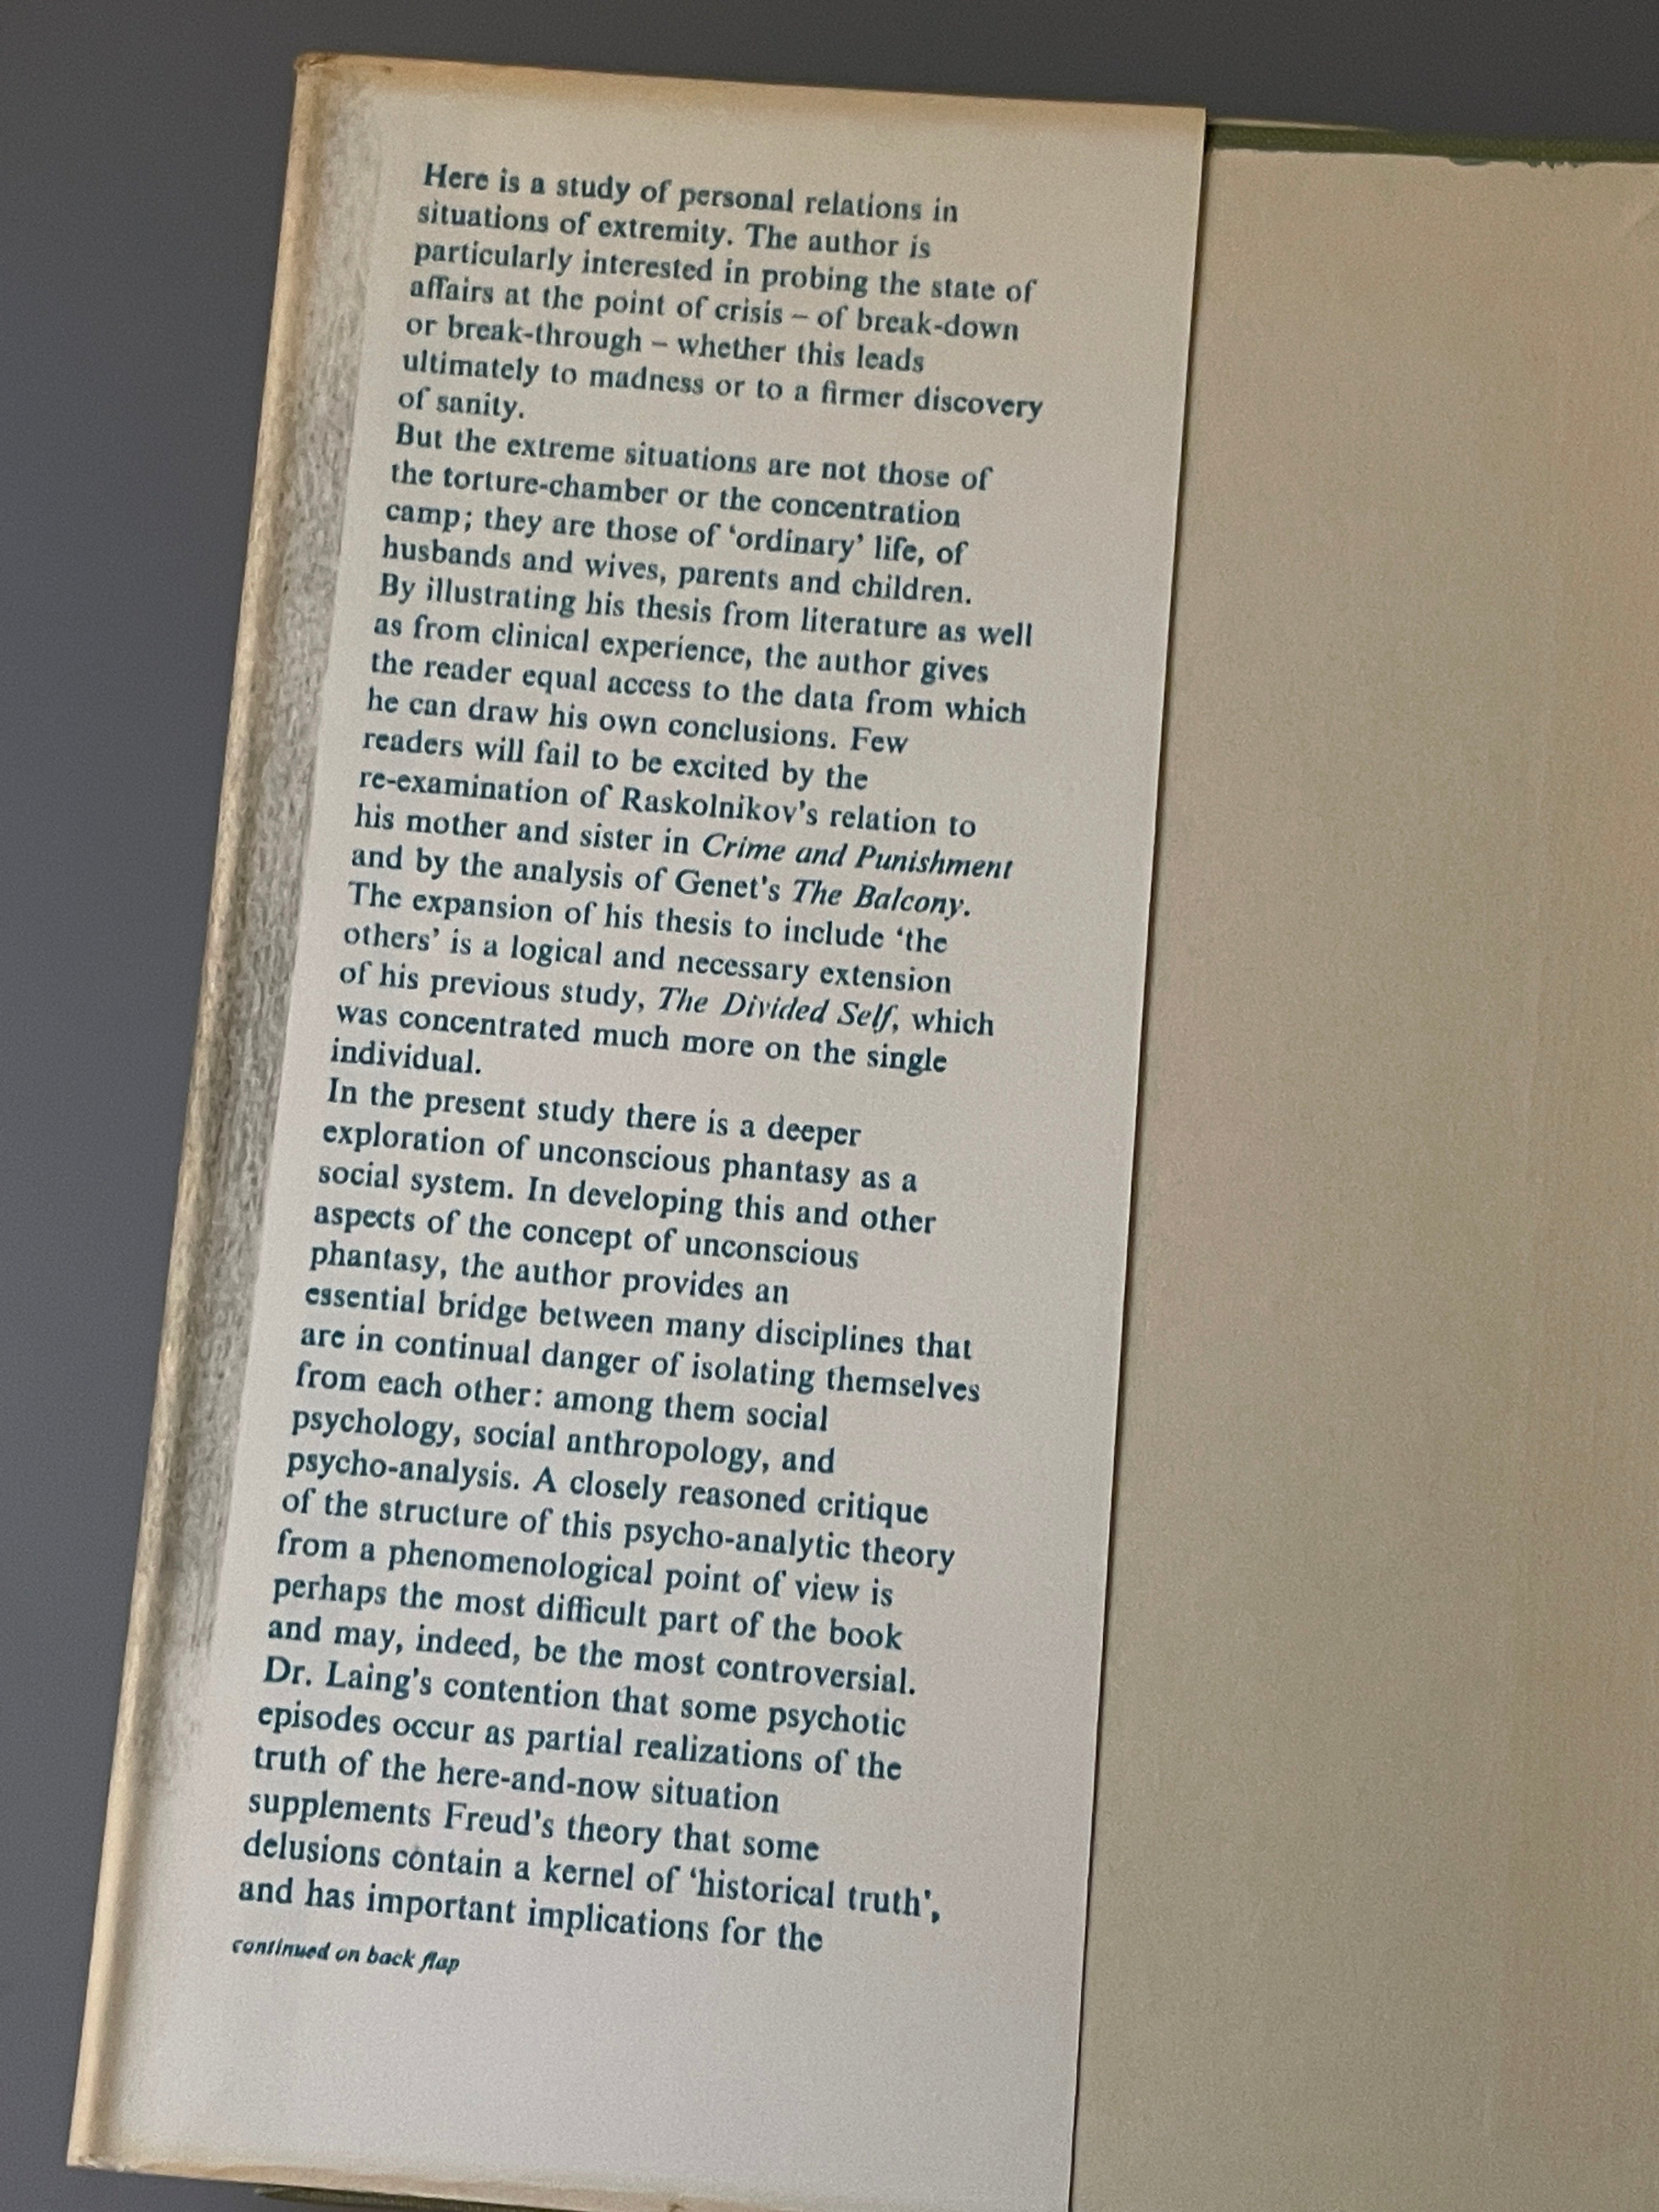 Here is a study of personal relations in
situations of extremity. The author is
particularly interested in probing the state of
affairs at the point of crisis – of break-down
or break-through – whether this leads
ultimately to madness or to a firmer discovery
of sanity.
But the extreme situations are not those of
the torture-chamber or the concentration
camp; they are those of ‘ordinary’ life, of
husbands and wives, parents and children.
By illustrating his thesis from literature as well
as from clinical experience, the author gives
the reader equal access to the data from which
he can draw his own conclusions. Few
readers will fail to be excited by the
re-examination of Raskolnikov's relation to
his mother and sister in Crime and Punishment
and by the analysis of Genet's The Balcony.
The expansion of his thesis to include ‘the
others’ is a logical and necessary extension
of his previous study, The Divided Self, which
was concentrated much more on the single
individual.
In the present study there is a deeper
exploration of unconscious phantasy as a
social system. In developing this and other
aspects of the concept of unconscious
phantasy, the author provides an
essential bridge between many disciplines that
are in continual danger of isolating themselves
from each other: among them social
psychology, social anthropology, and
psycho-analysis. A closely reasoned critique
of the structure of this psycho-analytic theory
from a phenomenological point of view is
perhaps the most difficult part of the book
and may, indeed, be the most controversial.
Dr. Laing's contention that some psychotic
episodes occur as partial realizations of the
truth of the here-and-now situation
supplements Freud's theory that some
delusions contain a kernel of ‘historical truth',
and has important implications for the
continued on back flap